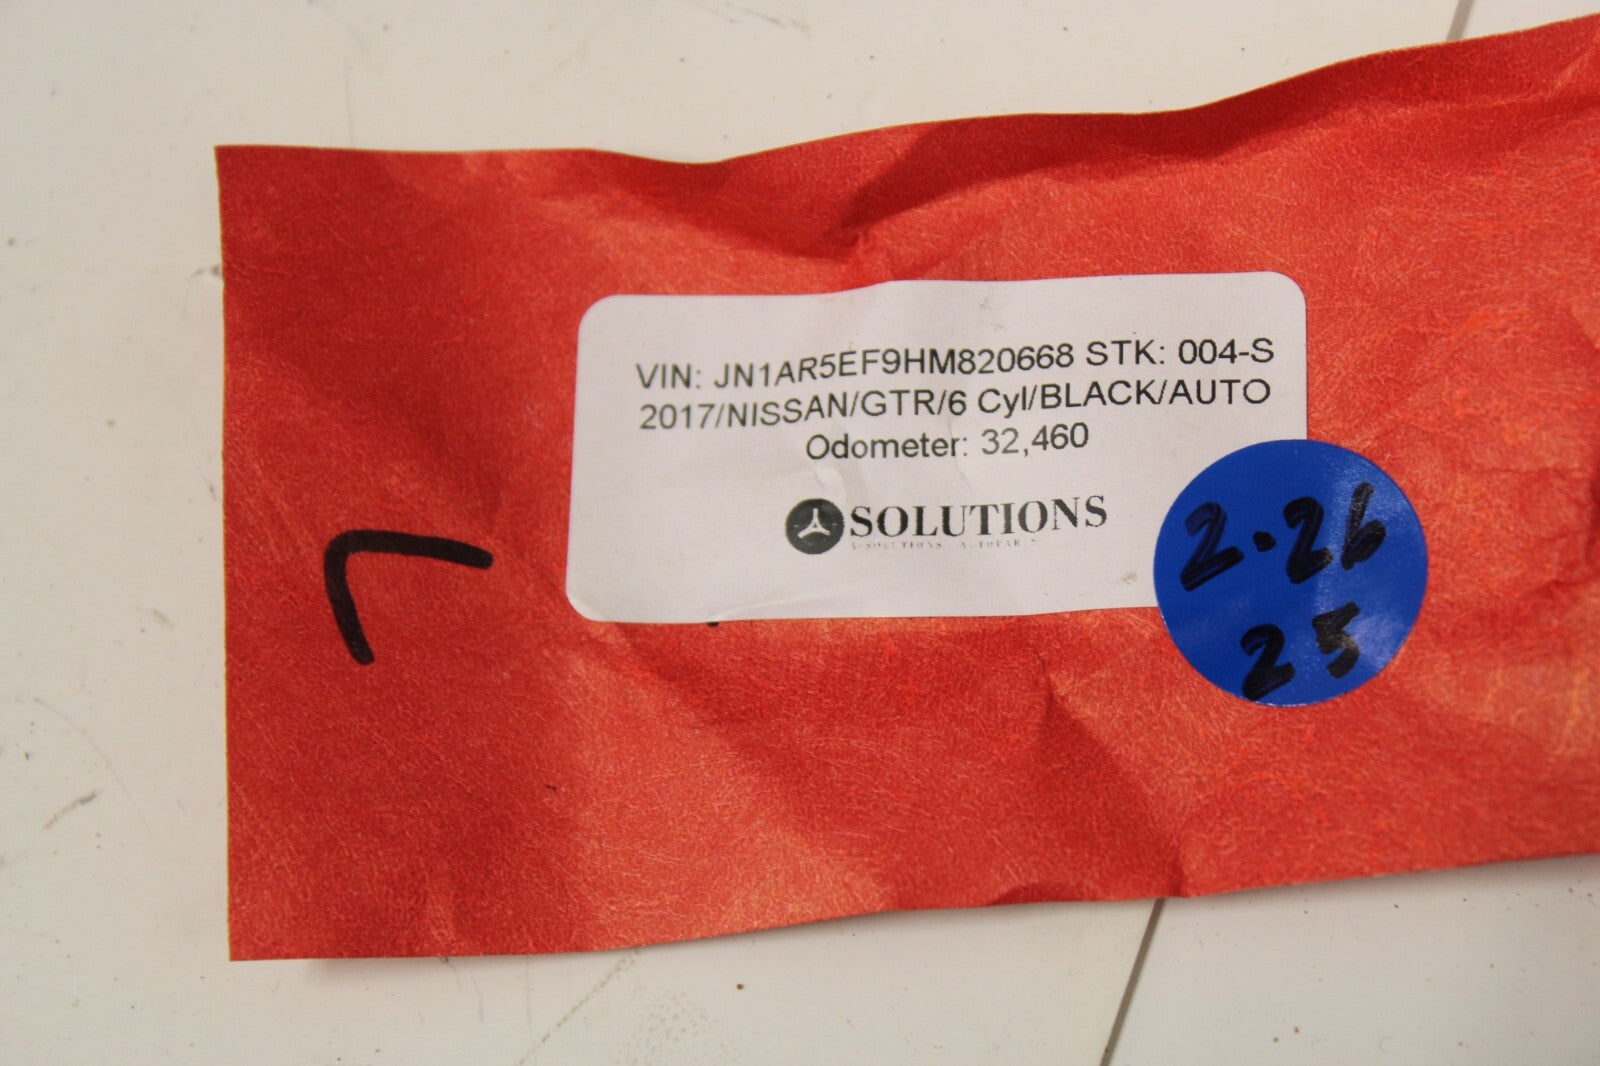 VIN: JN1AR5EF9HM820668 STK: 004-S
2017/NISSAN/GTR/6 Cyl/BLACK/AUTO
Odometer: 32,460
SOLUTIONS
2.26
25